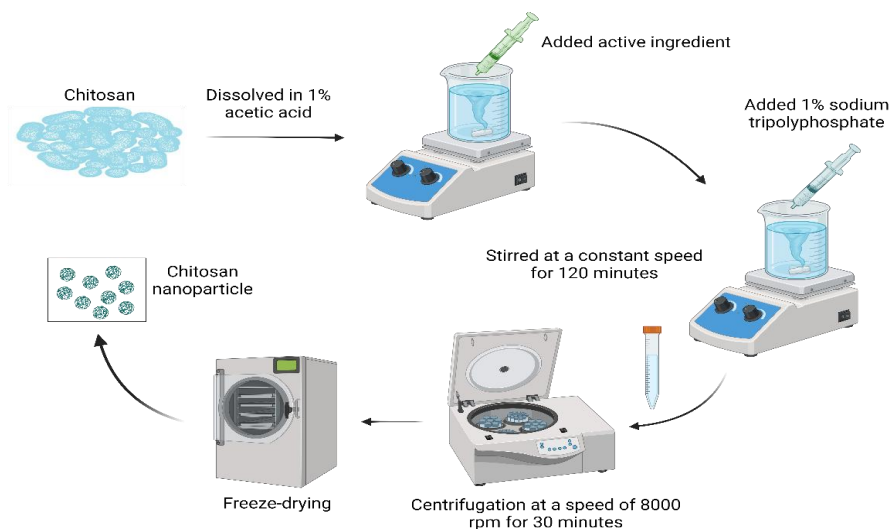 Chitosan
Dissolved in 1%
acetic acid
Added active ingredient
Added 1% sodium
tripolyphosphate
Stirred at a constant speed
for 120 minutes
Centrifugation at a speed of 8000
rpm for 30 minutes
Freeze-drying
Chitosan
nanoparticle